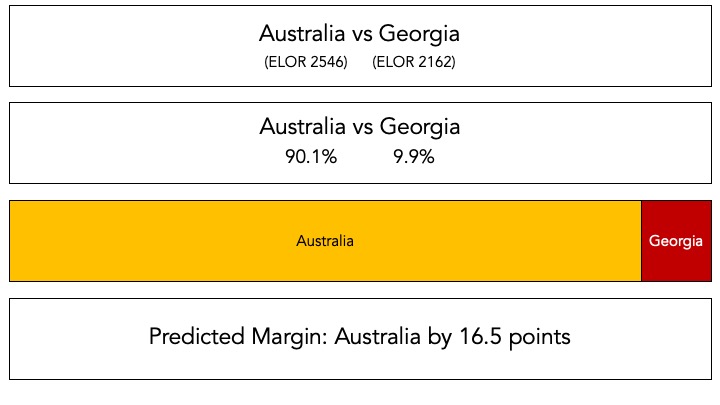 Australia vs Georgia
(ELOR 2546) (ELOR 2162)
Australia vs Georgia
90.1% 9.9%
Australia Georgia
Predicted Margin: Australia by 16.5 points